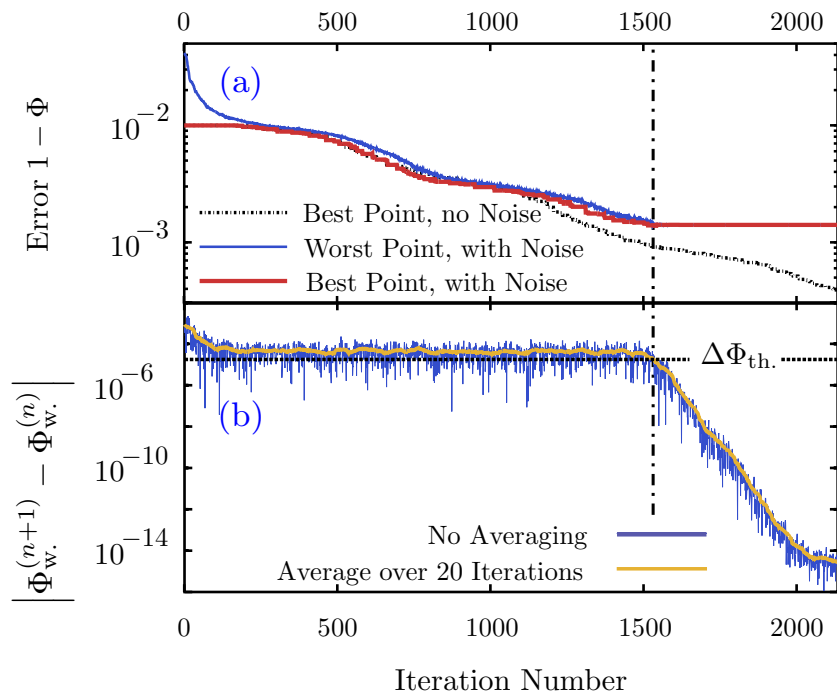 0 500 1000 1500 2000
(a)
Error 1 − Φ
10⁻²
10⁻³
Best Point, no Noise
Worst Point, with Noise
Best Point, with Noise
(b)
|Φ_w.^(n+1) − Φ_w.^(n)|
10⁻⁶
10⁻¹⁰
10⁻¹⁴
ΔΦ_th.
No Averaging
Average over 20 Iterations
0 500 1000 1500 2000
Iteration Number